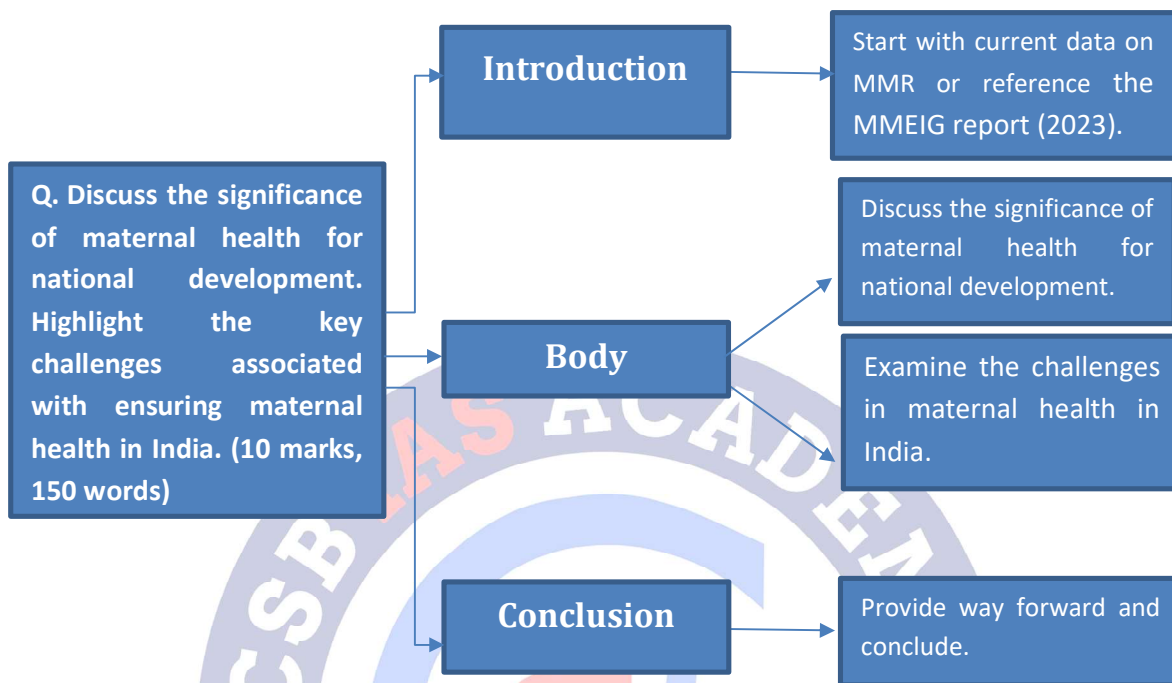 Introduction
Start with current data on
MMR or reference the
MMEIG report (2023).
Q. Discuss the significance
of maternal health for
national development.
Highlight the key
challenges associated
with ensuring maternal
health in India. (10 marks,
150 words)
Body
Discuss the significance of
maternal health for
national development.
Examine the challenges
in maternal health in
India.
Conclusion
Provide way forward and
conclude.
CSB IAS ACADEM